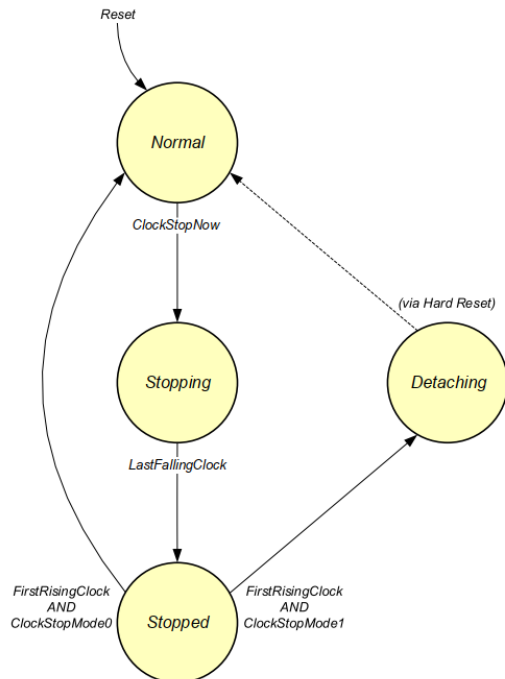 Reset
Normal
ClockStopNow
(via Hard Reset)
Stopping
Detaching
LastFallingClock
FirstRisingClock
AND
ClockStopMode0
Stopped
FirstRisingClock
AND
ClockStopMode1